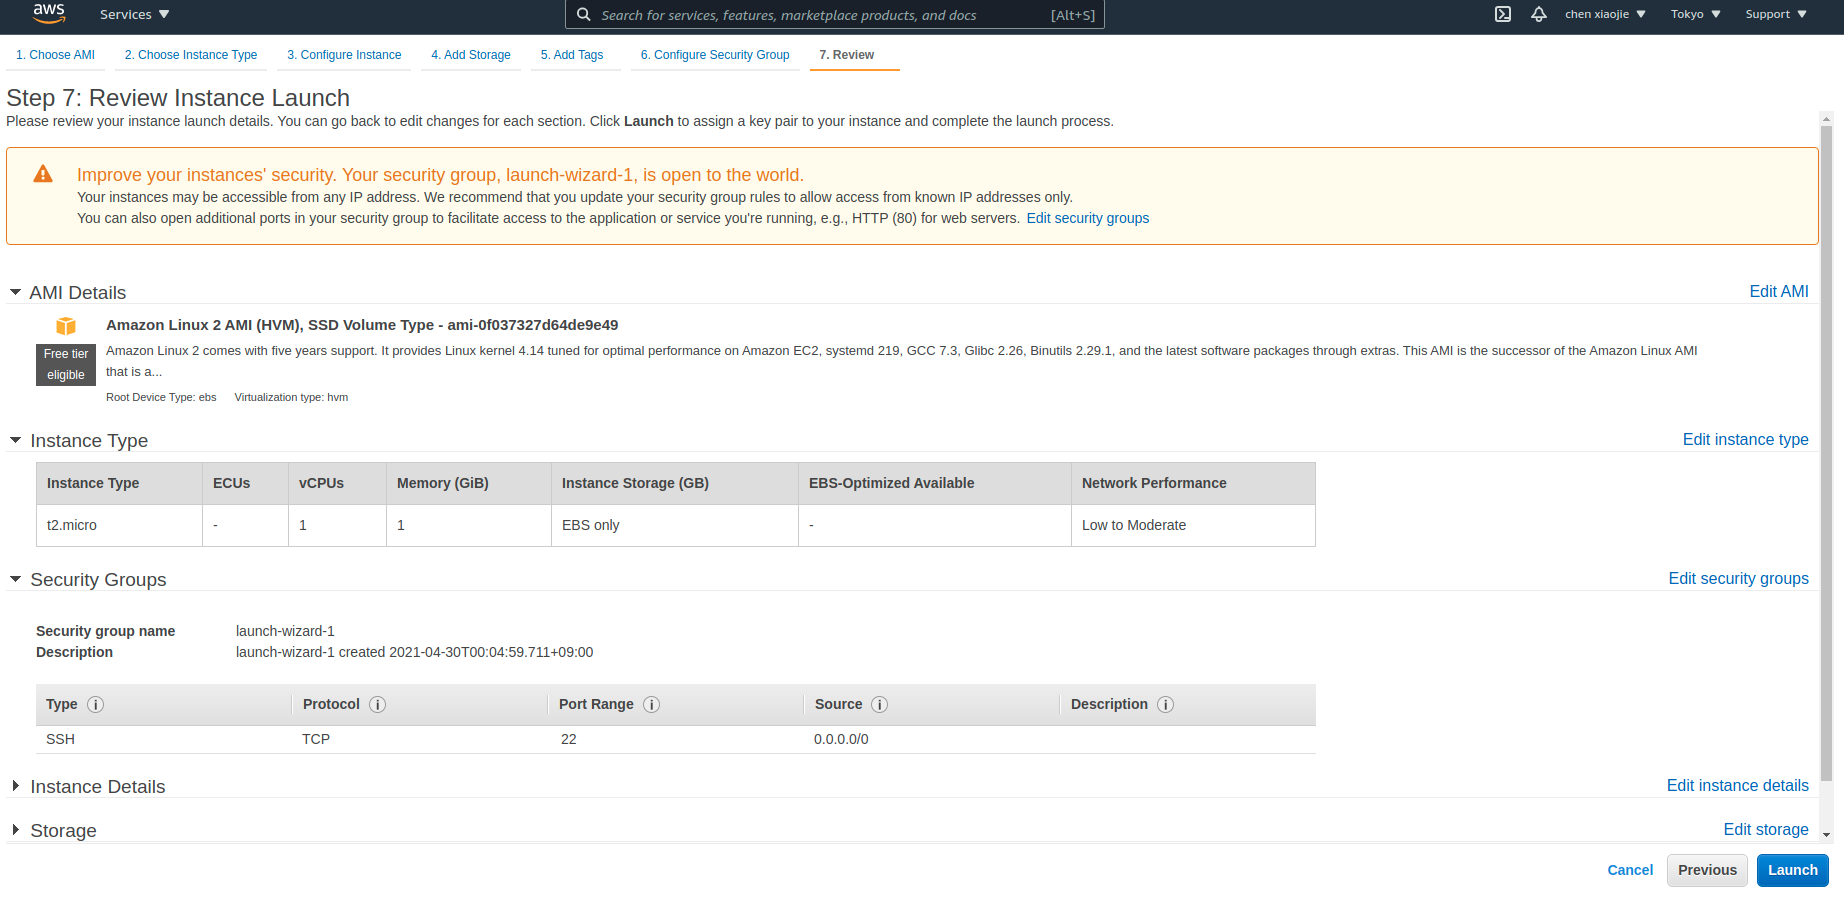 aws Services Search for services, features, marketplace products, and docs [Alt+S] chen xiaojie Tokyo Support
1. Choose AMI 2. Choose Instance Type 3. Configure Instance 4. Add Storage 5. Add Tags 6. Configure Security Group 7. Review
Step 7: Review Instance Launch
Please review your instance launch details. You can go back to edit changes for each section. Click Launch to assign a key pair to your instance and complete the launch process.
Improve your instances' security. Your security group, launch-wizard-1, is open to the world.
Your instances may be accessible from any IP address. We recommend that you update your security group rules to allow access from known IP addresses only.
You can also open additional ports in your security group to facilitate access to the application or service you're running, e.g., HTTP (80) for web servers. Edit security groups
AMI Details Edit AMI
Amazon Linux 2 AMI (HVM), SSD Volume Type - ami-0f037327d64de9e49
Free tier eligible
Amazon Linux 2 comes with five years support. It provides Linux kernel 4.14 tuned for optimal performance on Amazon EC2, systemd 219, GCC 7.3, Glibc 2.26, Binutils 2.29.1, and the latest software packages through extras. This AMI is the successor of the Amazon Linux AMI
that is a...
Root Device Type: ebs Virtualization type: hvm
Instance Type Edit instance type
Instance Type ECUs vCPUs Memory (GiB) Instance Storage (GB) EBS-Optimized Available Network Performance
t2.micro - 1 1 EBS only - Low to Moderate
Security Groups Edit security groups
Security group name launch-wizard-1
Description launch-wizard-1 created 2021-04-30T00:04:59.711+09:00
Type i Protocol i Port Range i Source i Description i
SSH TCP 22 0.0.0.0/0
Instance Details Edit instance details
Storage Edit storage
Cancel Previous Launch